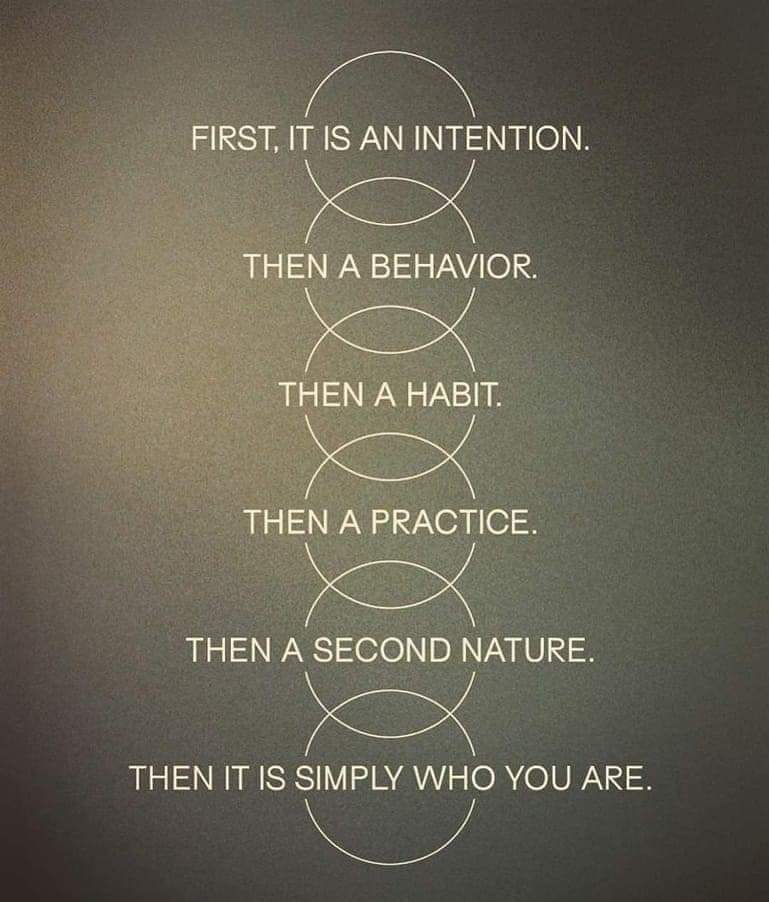 FIRST, IT IS AN INTENTION.
THEN A BEHAVIOR.
THEN A HABIT.
THEN A PRACTICE.
THEN A SECOND NATURE.
THEN IT IS SIMPLY WHO YOU ARE.